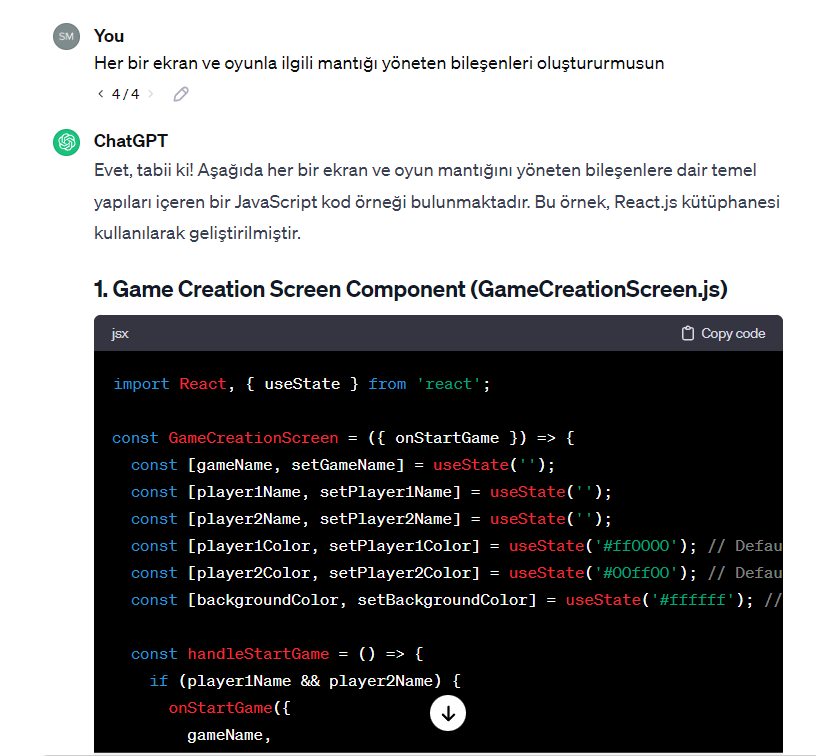 SM
You
Her bir ekran ve oyunla ilgili mantığı yöneten bileşenleri oluştururmusun
< 4 / 4 >
ChatGPT
Evet, tabii ki! Aşağıda her bir ekran ve oyun mantığını yöneten bileşenlere dair temel
yapıları içeren bir JavaScript kod örneği bulunmaktadır. Bu örnek, React.js kütüphanesi
kullanılarak geliştirilmiştir.
1. Game Creation Screen Component (GameCreationScreen.js)
jsx Copy code
import React, { useState } from 'react';
const GameCreationScreen = ({ onStartGame }) => {
  const [gameName, setGameName] = useState('');
  const [player1Name, setPlayer1Name] = useState('');
  const [player2Name, setPlayer2Name] = useState('');
  const [player1Color, setPlayer1Color] = useState('#ff0000'); // Defau
  const [player2Color, setPlayer2Color] = useState('#00ff00'); // Defau
  const [backgroundColor, setBackgroundColor] = useState('#ffffff'); //
  const handleStartGame = () => {
    if (player1Name && player2Name) {
      onStartGame({
        gameName,